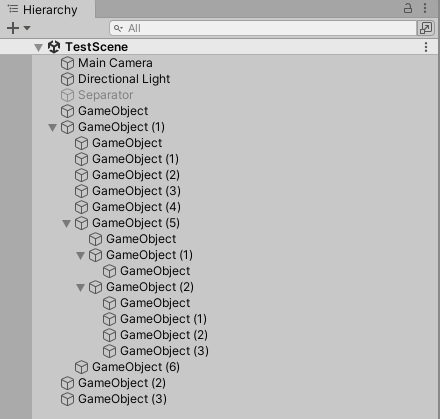 Hierarchy
All
TestScene
Main Camera
Directional Light
Separator
GameObject
GameObject (1)
GameObject
GameObject (1)
GameObject (2)
GameObject (3)
GameObject (4)
GameObject (5)
GameObject
GameObject (1)
GameObject
GameObject (2)
GameObject
GameObject (1)
GameObject (2)
GameObject (3)
GameObject (6)
GameObject (2)
GameObject (3)